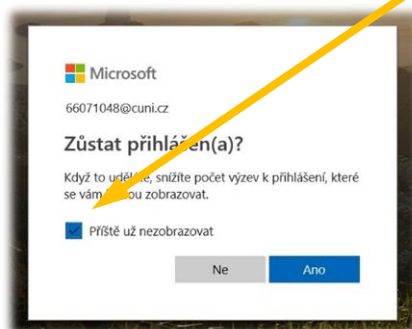 Microsoft
66071048@cuni.cz
Zůstat přihlášen(a)?
Když to uděláte, snížíte počet výzev k přihlášení, které
se vám budou zobrazovat.
Příště už nezobrazovat
Ne
Ano